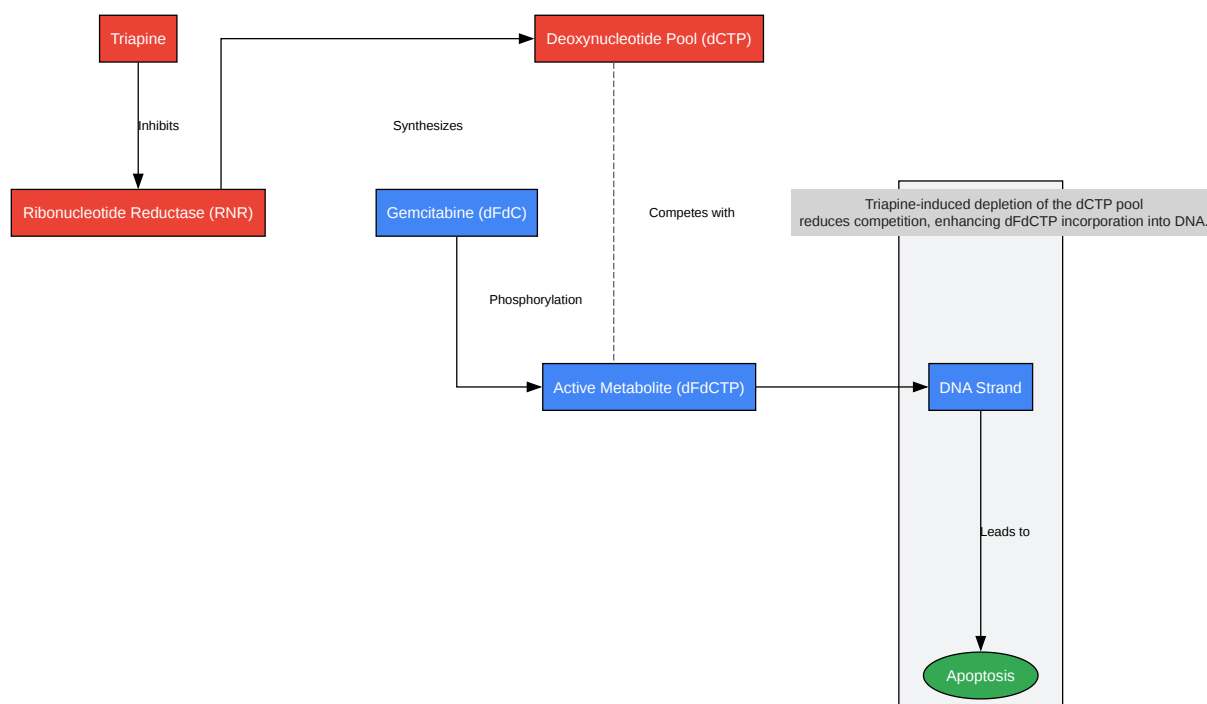 Triapine
Deoxynucleotide Pool (dCTP)
Inhibits
Synthesizes
Ribonucleotide Reductase (RNR)
Gemcitabine (dFdC)
Competes with
Triapine-induced depletion of the dCTP pool
reduces competition, enhancing dFdCTP incorporation into DNA.
Phosphorylation
Active Metabolite (dFdCTP)
DNA Strand
Leads to
Apoptosis